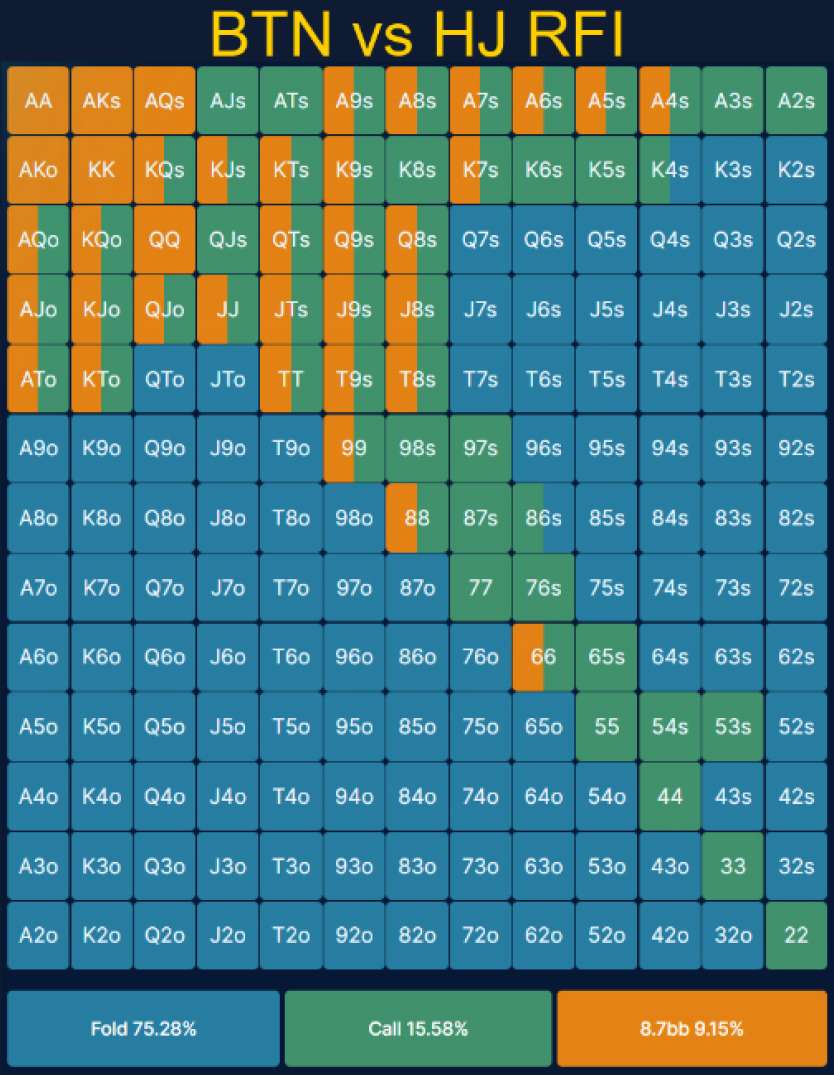 BTN vs HJ RFI
AA AKs AQs AJs ATs A9s A8s A7s A6s A5s A4s A3s A2s
AKo KK KQs KJs KTs K9s K8s K7s K6s K5s K4s K3s K2s
AQo KQo QQ QJs QTs Q9s Q8s Q7s Q6s Q5s Q4s Q3s Q2s
AJo KJo QJo JJ JTs J9s J8s J7s J6s J5s J4s J3s J2s
ATo KTo QTo JTo TT T9s T8s T7s T6s T5s T4s T3s T2s
A9o K9o Q9o J9o T9o 99 98s 97s 96s 95s 94s 93s 92s
A8o K8o Q8o J8o T8o 98o 88 87s 86s 85s 84s 83s 82s
A7o K7o Q7o J7o T7o 97o 87o 77 76s 75s 74s 73s 72s
A6o K6o Q6o J6o T6o 96o 86o 76o 66 65s 64s 63s 62s
A5o K5o Q5o J5o T5o 95o 85o 75o 65o 55 54s 53s 52s
A4o K4o Q4o J4o T4o 94o 84o 74o 64o 54o 44 43s 42s
A3o K3o Q3o J3o T3o 93o 83o 73o 63o 53o 43o 33 32s
A2o K2o Q2o J2o T2o 92o 82o 72o 62o 52o 42o 32o 22
Fold 75.28% Call 15.58% 8.7bb 9.15%